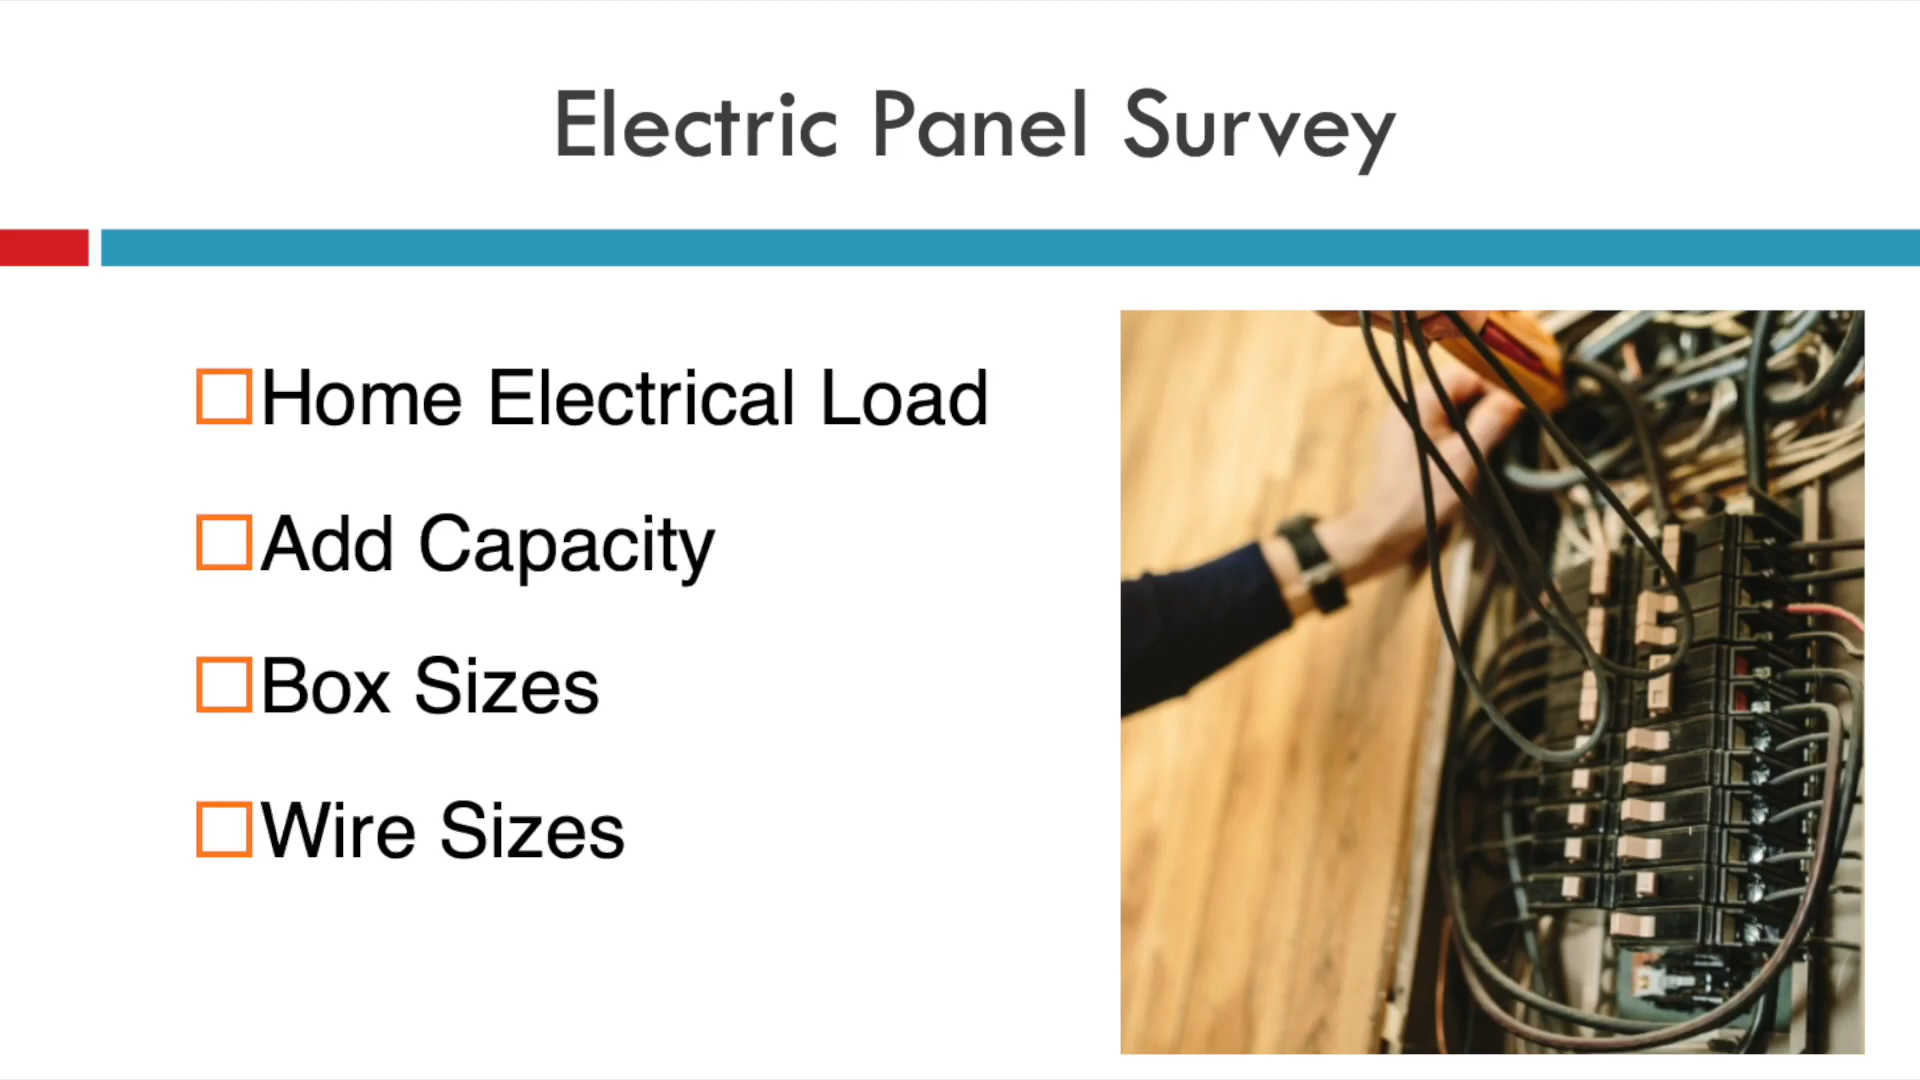 Electric Panel Survey
Home Electrical Load
Add Capacity
Box Sizes
Wire Sizes